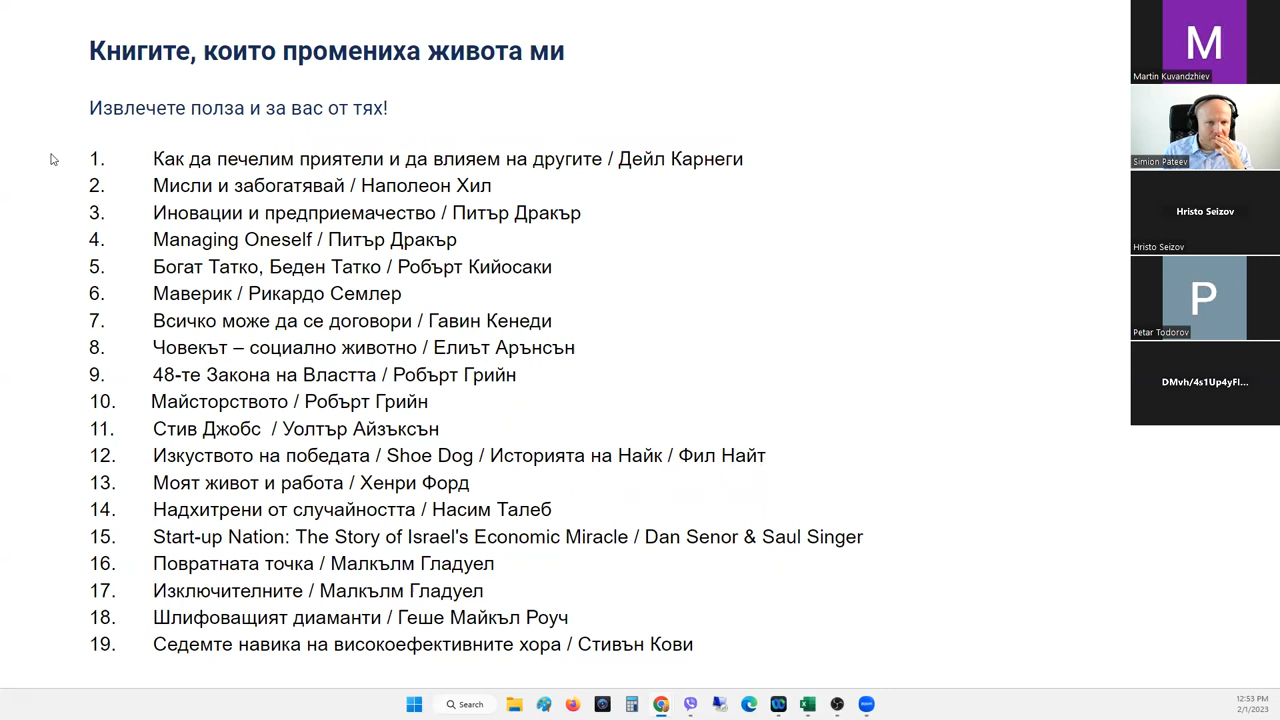 Книгите, които промениха живота ми
Извлечете полза и за вас от тях!
1. Как да печелим приятели и да влияем на другите / Дейл Карнеги
2. Мисли и забогатявай / Наполеон Хил
3. Иновации и предприемачество / Питър Дракър
4. Managing Oneself / Питър Дракър
5. Богат Татко, Беден Татко / Робърт Кийосаки
6. Маверик / Рикардо Семлер
7. Всичко може да се договори / Гавин Кенеди
8. Човекът – социално животно / Елиът Арънсън
9. 48-те Закона на Властта / Робърт Грийн
10. Майсторството / Робърт Грийн
11. Стив Джобс / Уолтър Айзъксън
12. Изкуството на победата / Shoe Dog / Историята на Найк / Фил Найт
13. Моят живот и работа / Хенри Форд
14. Надхитрени от случайността / Насим Талеб
15. Start-up Nation: The Story of Israel's Economic Miracle / Dan Senor & Saul Singer
16. Повратната точка / Малкълм Гладуел
17. Изключителните / Малкълм Гладуел
18. Шлифоващият диаманти / Геше Майкъл Роуч
19. Седемте навика на високоефективните хора / Стивън Кови
M
Martin Kuvandzhiev
Simion Pateev
Hristo Seizov
Hristo Seizov
P
Petar Todorov
DMvh/4s1Up4yFl...
Search
zoom
12:53 PM
2/1/2023